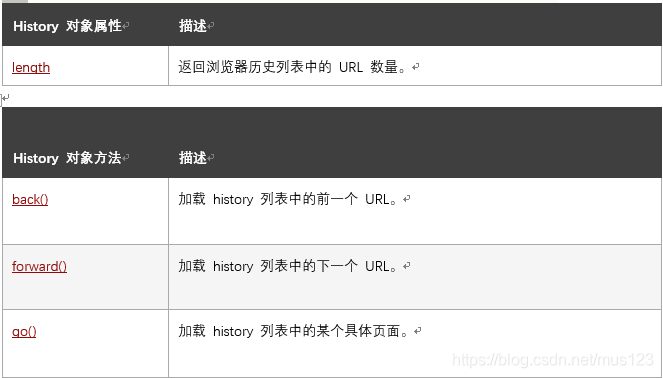 History 对象属性 描述
length 返回浏览器历史列表中的 URL 数量。
History 对象方法 描述
back() 加载 history 列表中的前一个 URL。
forward() 加载 history 列表中的下一个 URL。
go() 加载 history 列表中的某个具体页面。
https://blog.csdn.net/mus123